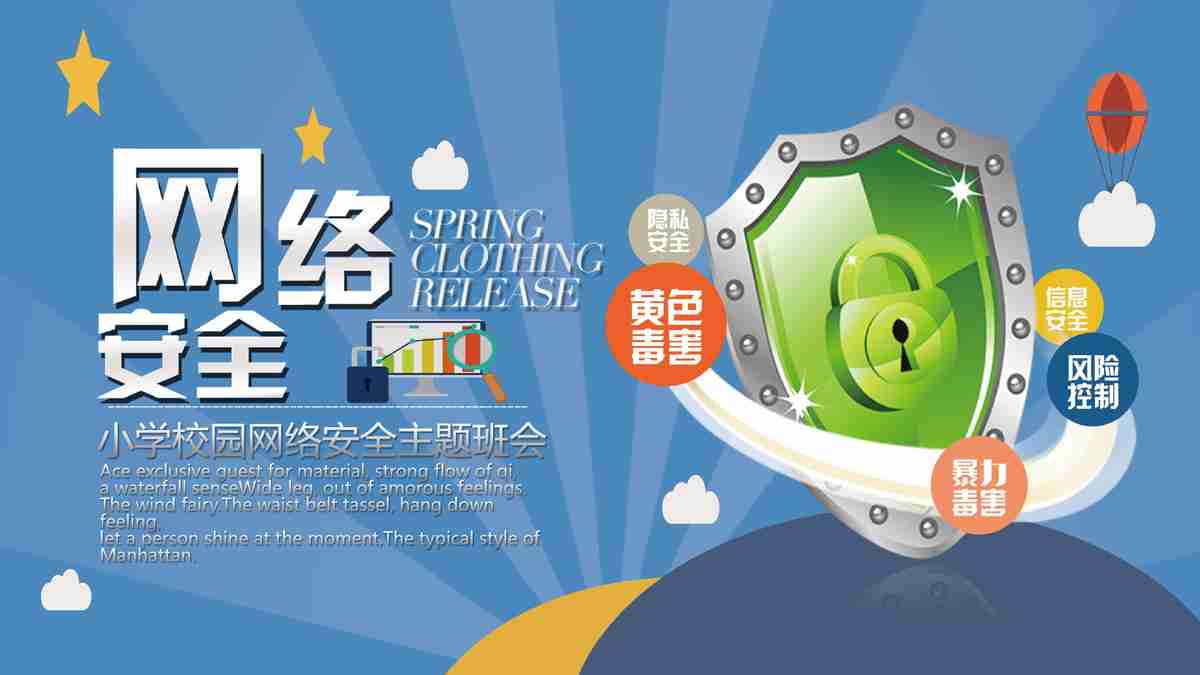 网络
安全
SPRING
CLOTHING
RELEASE
小学校园网络安全主题班会
Ace exclusive quest for material, strong flow of qi,
a waterfall senseWide leg, out of amorous feelings.
The wind fairy.The waist belt tassel, hang down
feeling,
let a person shine at the moment,The typical style of
Manhattan.
隐私
安全
黄色
毒害
信息
安全
风险
控制
暴力
毒害